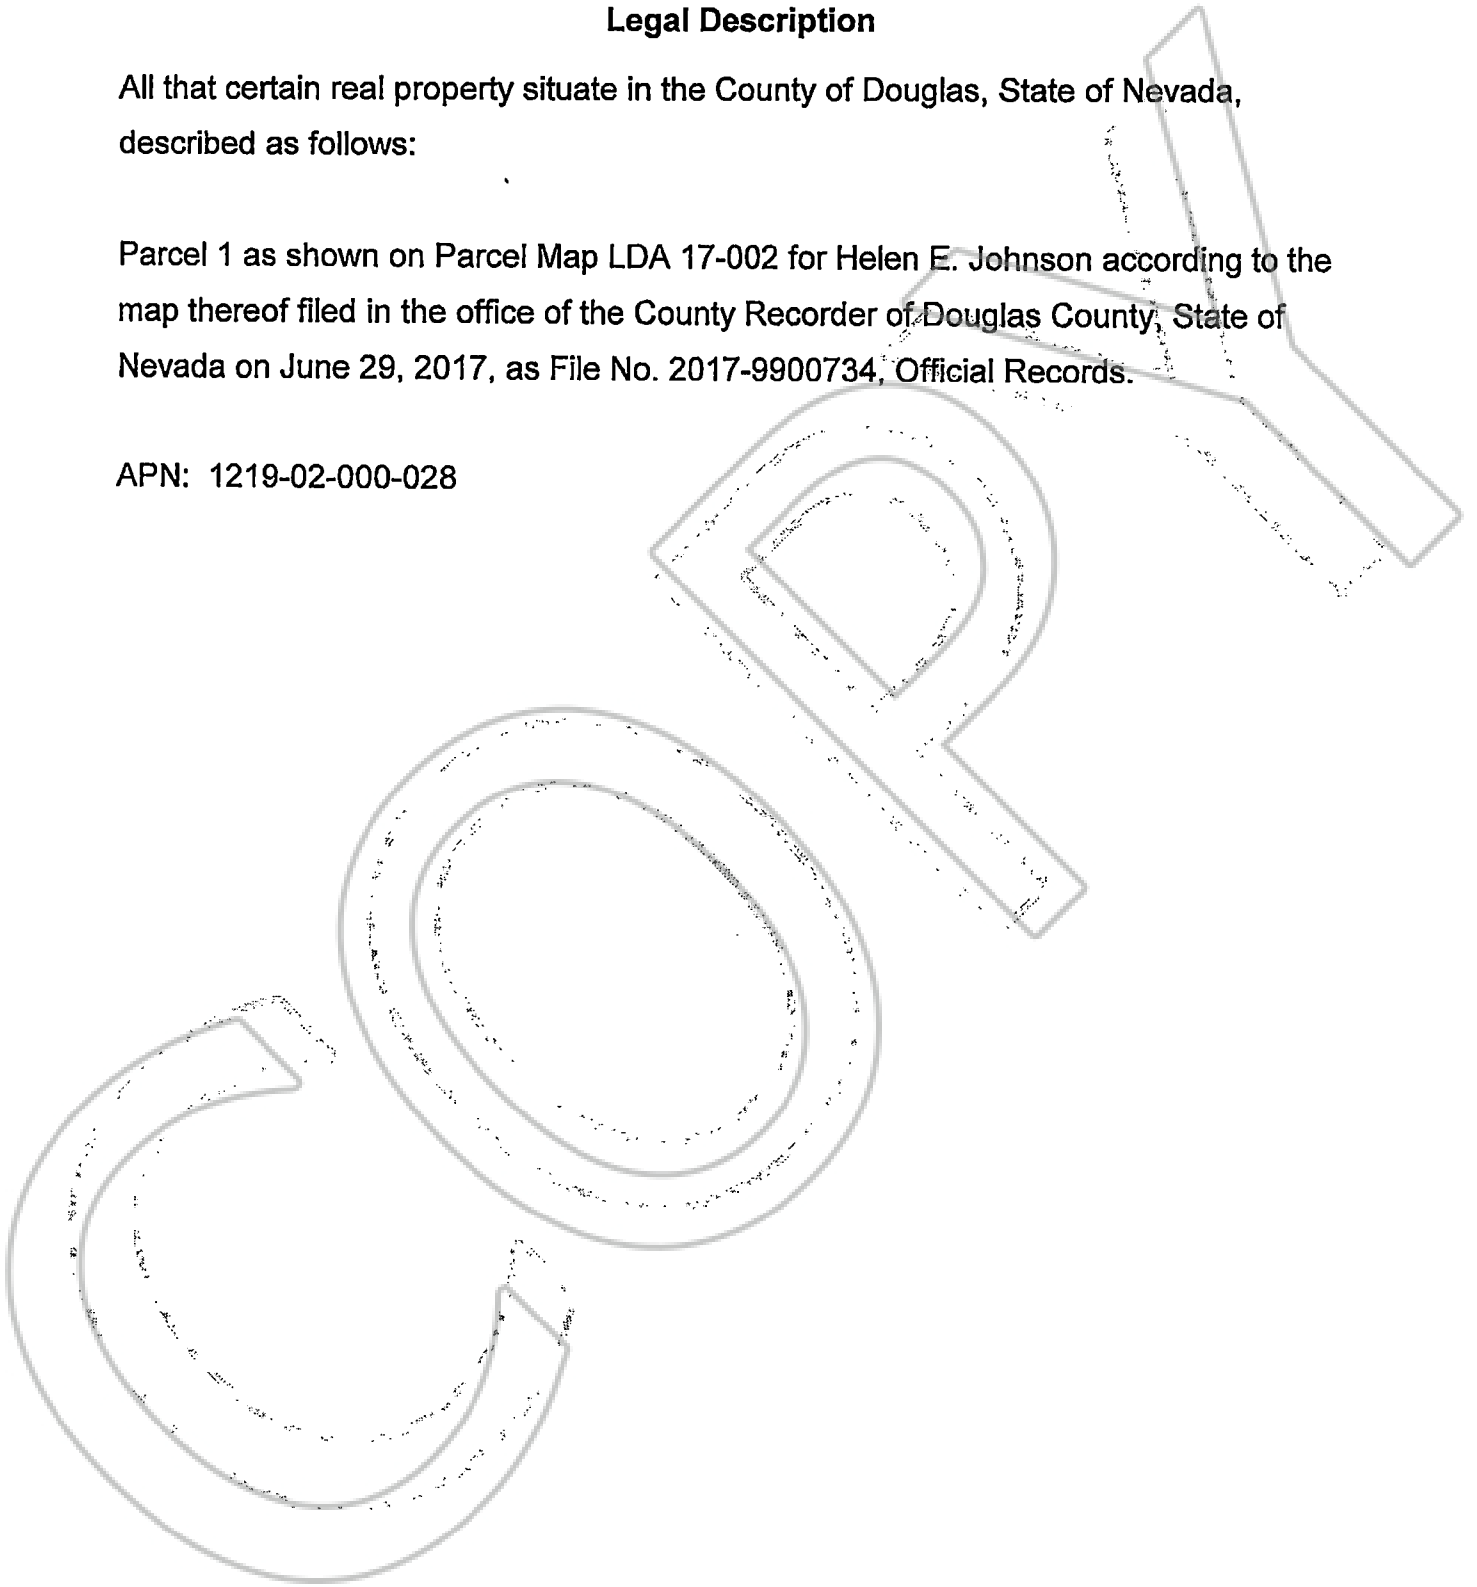 Legal Description
All that certain real property situate in the County of Douglas, State of Nevada,
described as follows:
Parcel 1 as shown on Parcel Map LDA 17-002 for Helen E. Johnson according to the
map thereof filed in the office of the County Recorder of Douglas County, State of
Nevada on June 29, 2017, as File No. 2017-9900734, Official Records.
APN: 1219-02-000-028
COPY